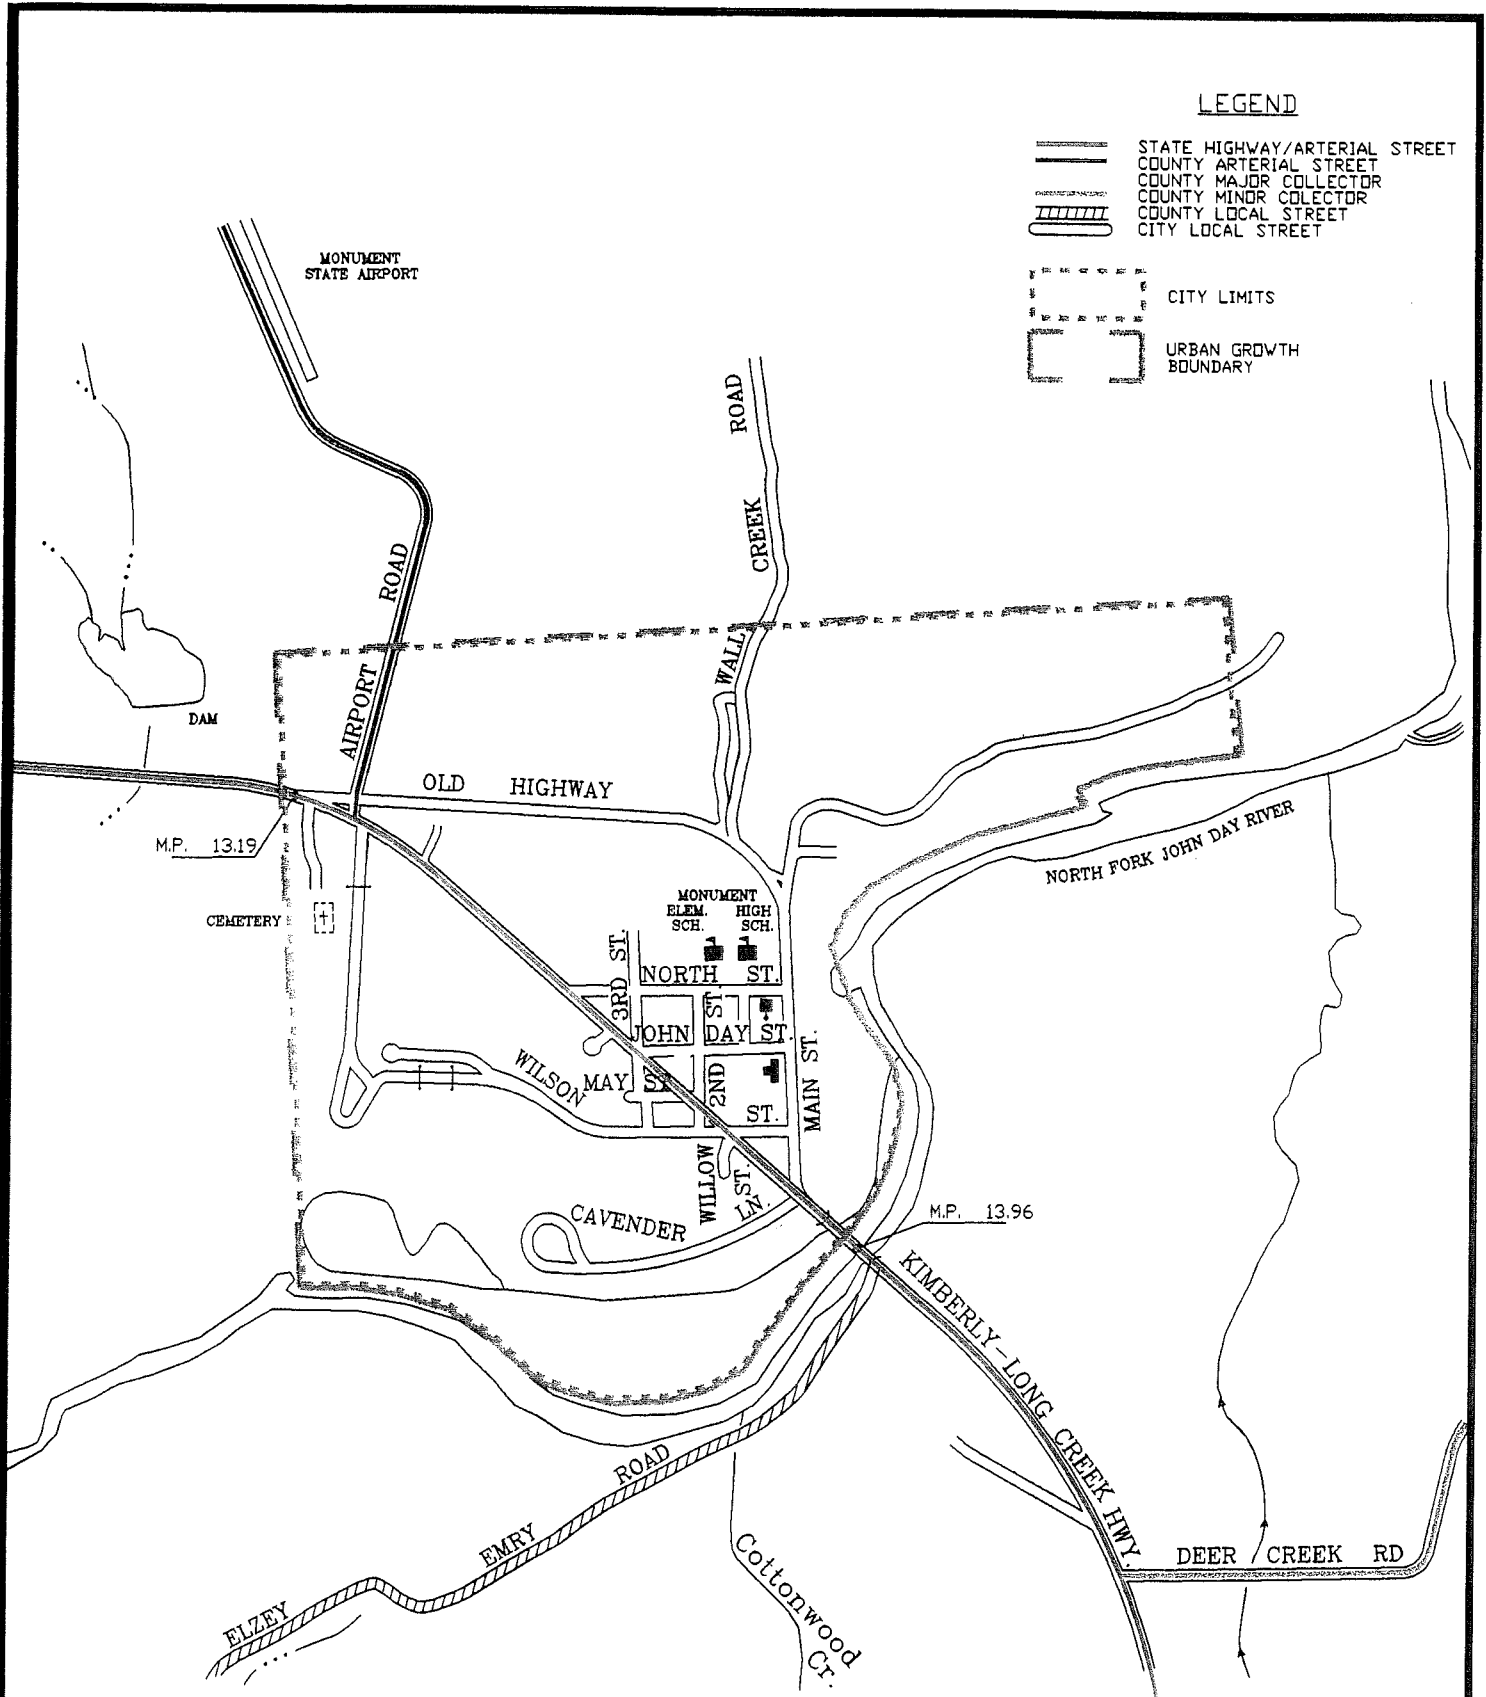 LEGEND
STATE HIGHWAY/ARTERIAL STREET
COUNTY ARTERIAL STREET
COUNTY MAJOR COLLECTOR
COUNTY MINOR COLECTOR
COUNTY LOCAL STREET
CITY LOCAL STREET
CITY LIMITS
URBAN GROWTH
BOUNDARY
MONUMENT
STATE AIRPORT
AIRPORT ROAD
WALL CREEK ROAD
DAM
OLD HIGHWAY
M.P. 13.19
CEMETERY
NORTH FORK JOHN DAY RIVER
MONUMENT
ELEM. HIGH
SCH. SCH.
3RD ST.
NORTH ST.
2ND ST.
JOHN DAY ST.
MAIN ST.
WILSON ST.
MAY ST
WILLOW ST.
CAVENDER LN.
M.P. 13.96
KIMBERLY-LONG CREEK HWY.
ELZEY EMRY ROAD
DEER CREEK RD
Cottonwood
Cr.